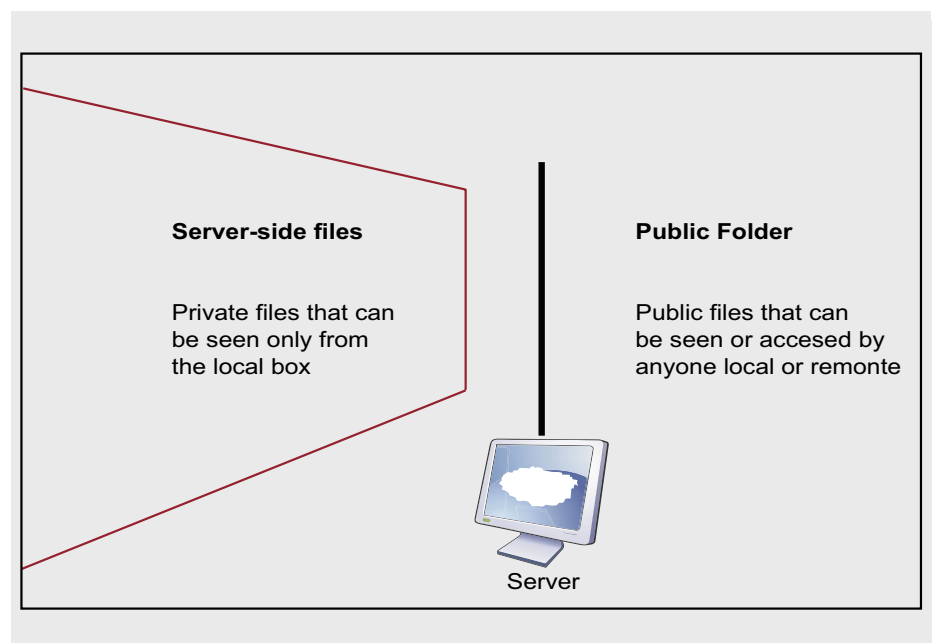 Server-side files
Private files that can
be seen only from
the local box
Public Folder
Public files that can
be seen or accesed by
anyone local or remonte
Server